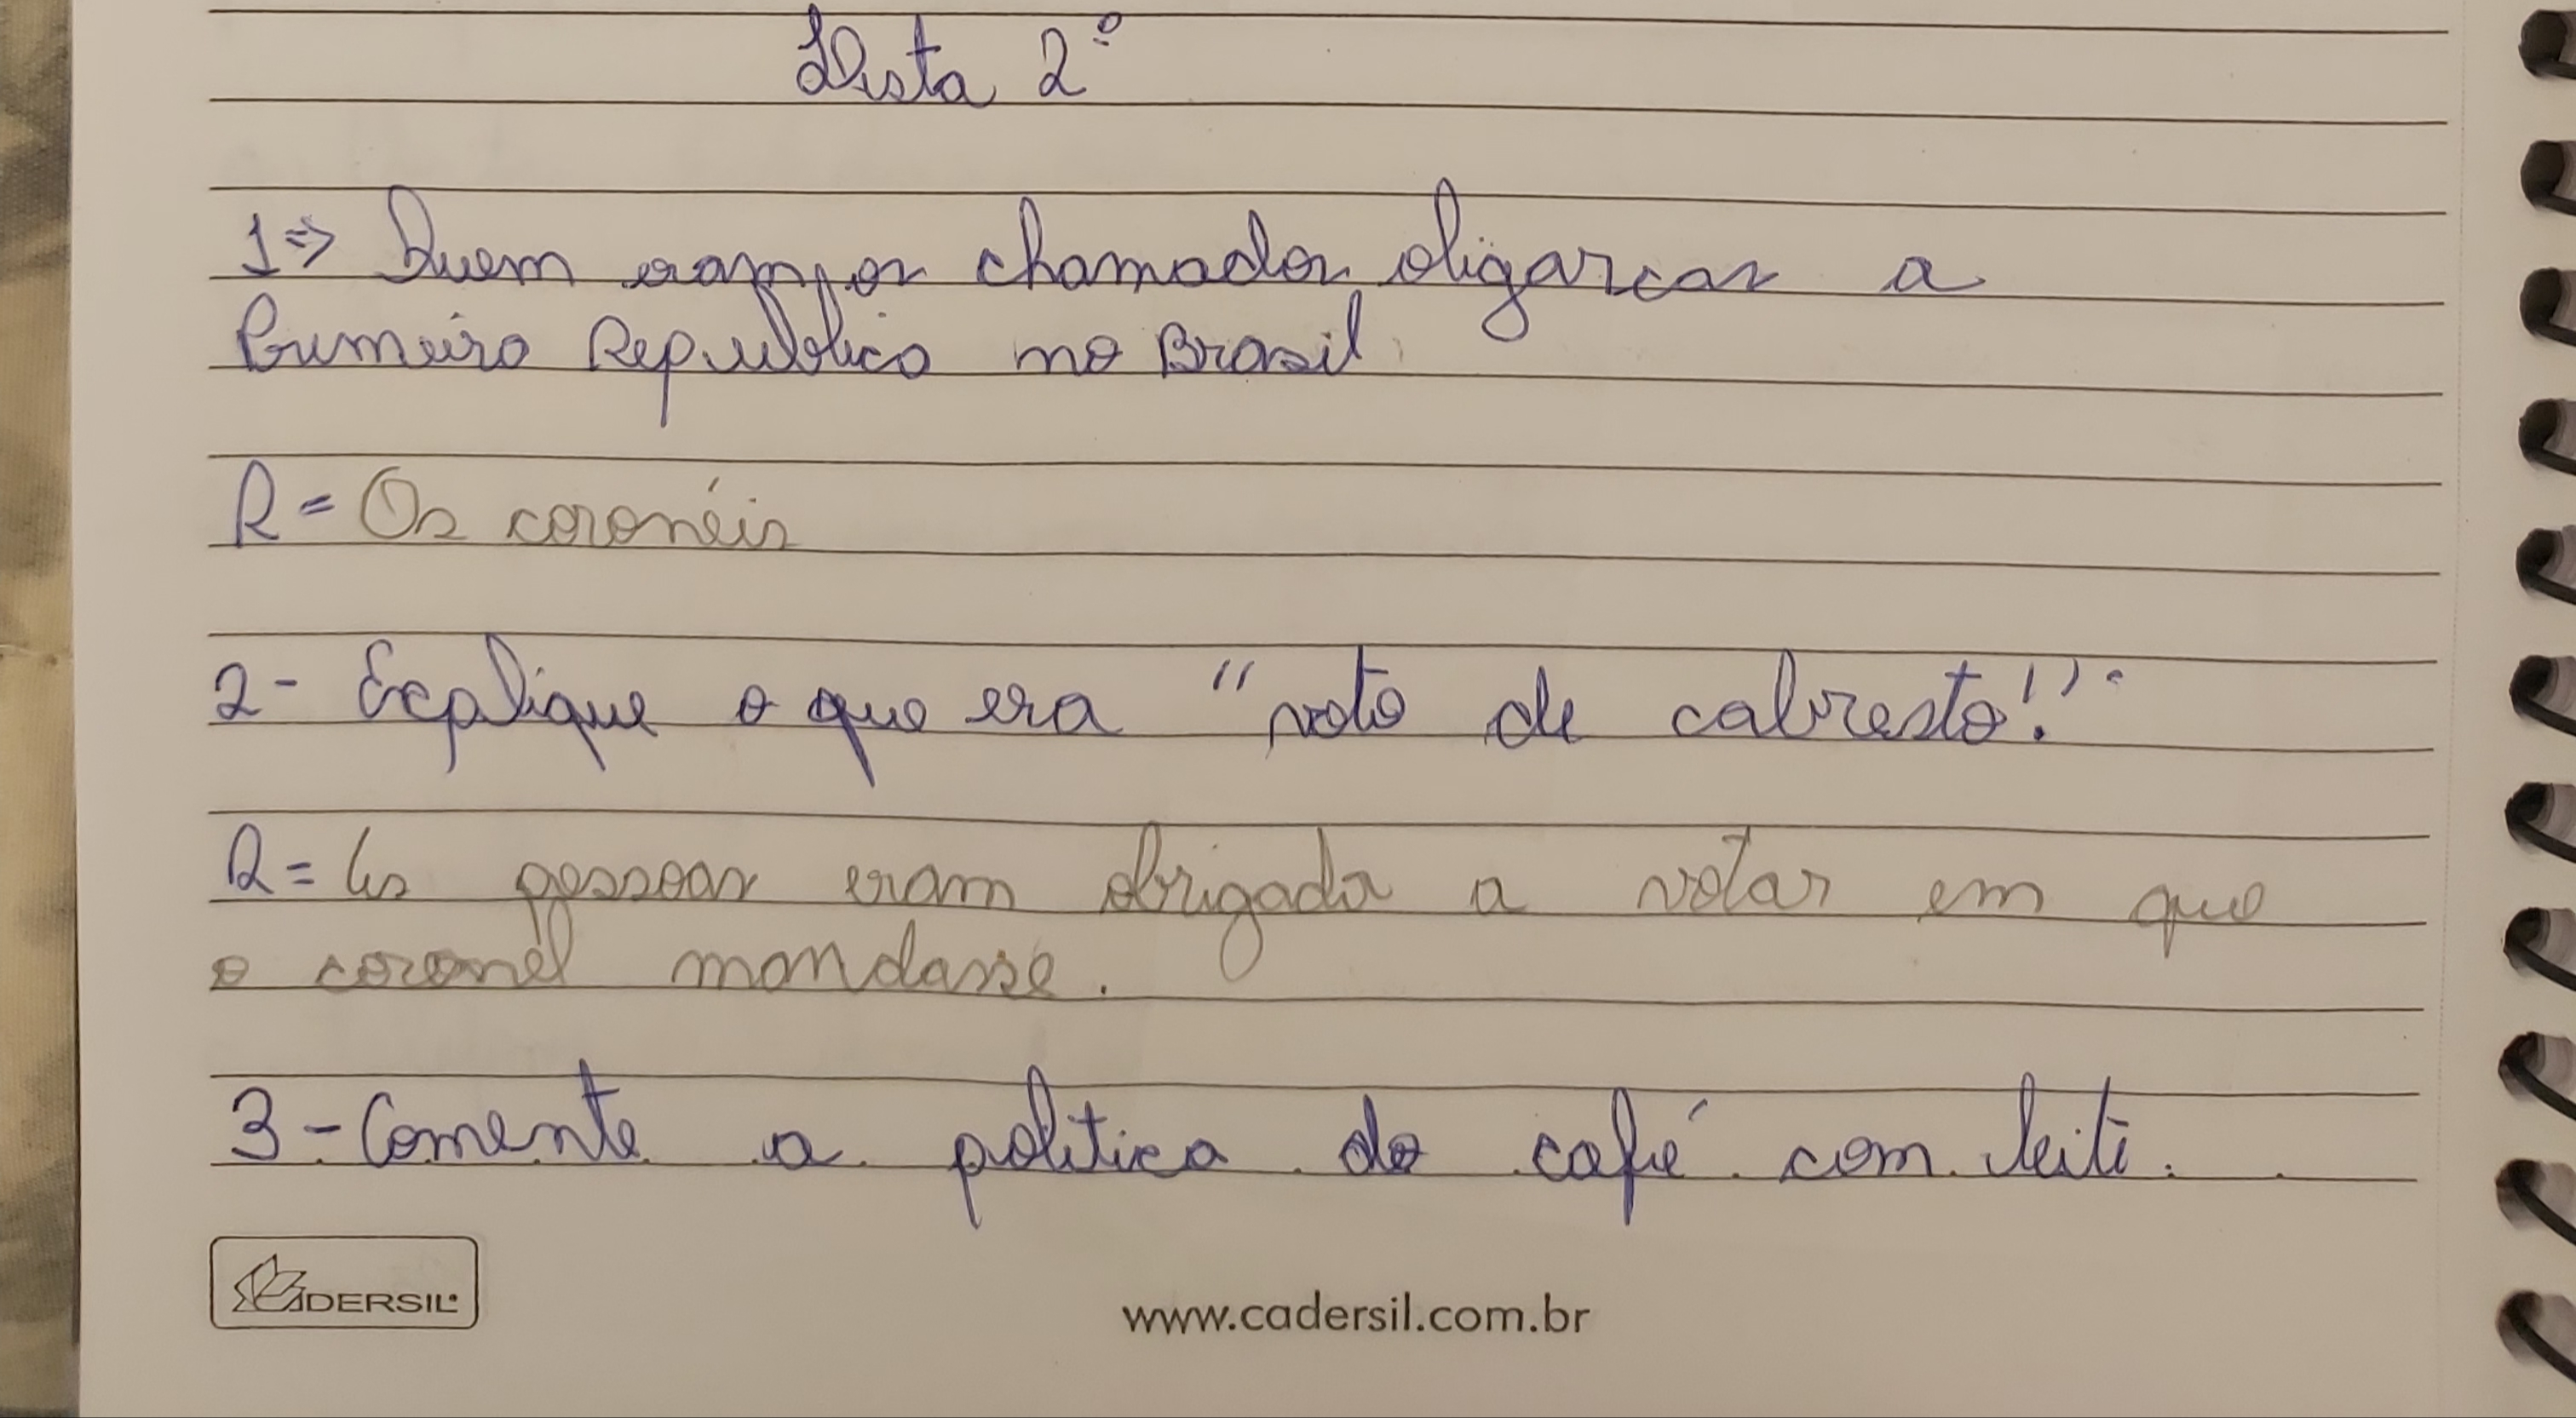 Lista 2º
1=> Quem eram os chamados oligarcas a
Primeira Republica no Brasil.
R= Os coronéis
2- Explique o que era "voto de cabresto!".
R= As pessoas eram obrigada a votar em que
o coronel mandasse.
3- Comente a politica do café com leite.
CADERSIL
www.cadersil.com.br